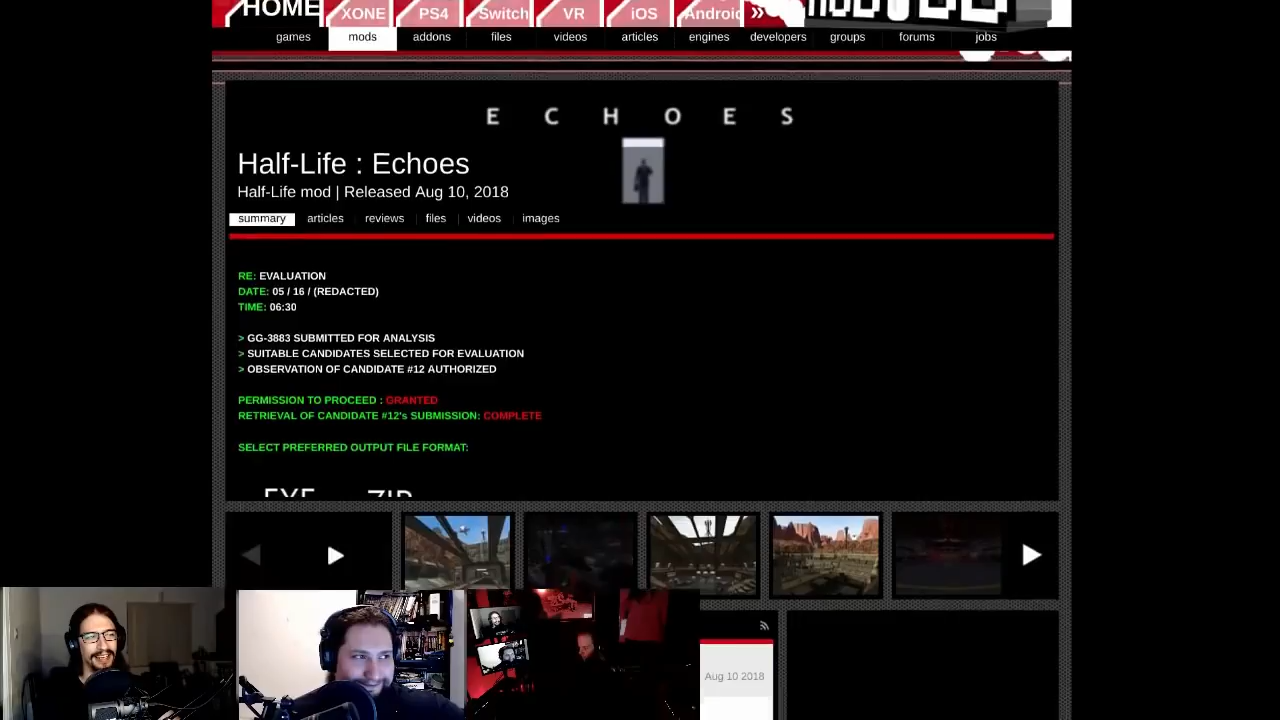 HOME XONE PS4 Switch VR iOS Android »
games mods addons files videos articles engines developers groups forums jobs
E C H O E S
Half-Life : Echoes
Half-Life mod | Released Aug 10, 2018
summary articles reviews files videos images
RE: EVALUATION
DATE: 05 / 16 / (REDACTED)
TIME: 06:30
> GG-3883 SUBMITTED FOR ANALYSIS
> SUITABLE CANDIDATES SELECTED FOR EVALUATION
> OBSERVATION OF CANDIDATE #12 AUTHORIZED
PERMISSION TO PROCEED : GRANTED
RETRIEVAL OF CANDIDATE #12's SUBMISSION: COMPLETE
SELECT PREFERRED OUTPUT FILE FORMAT:
EXE ZIP
Aug 10 2018